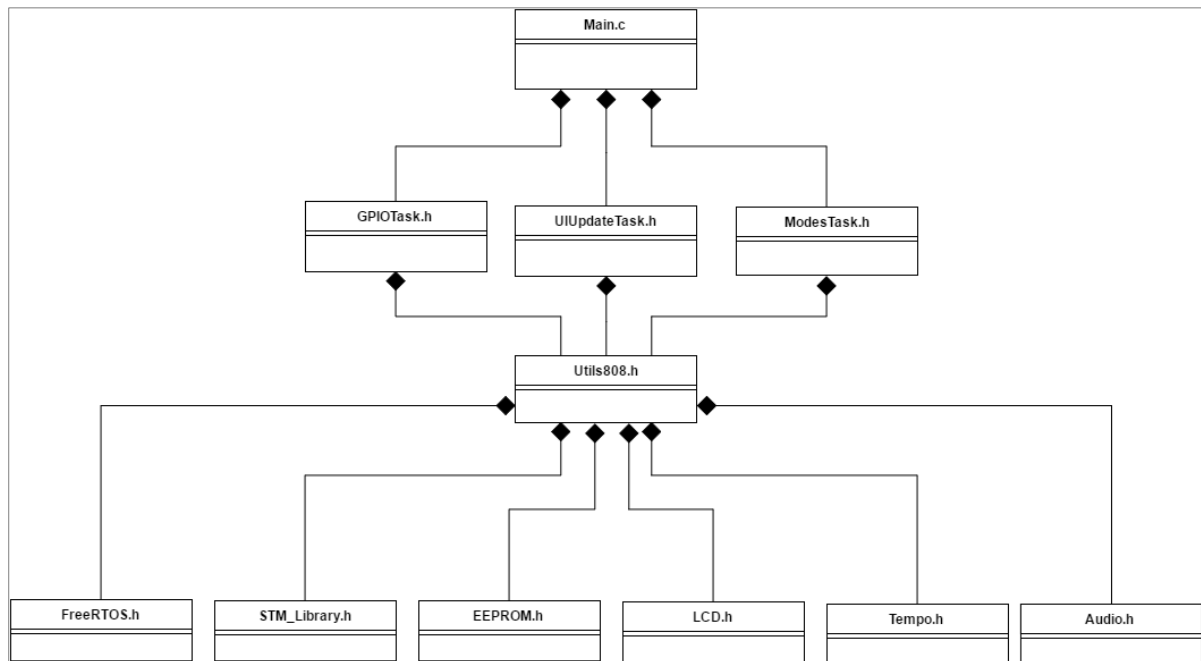 Main.c
GPIOTask.h
UIUpdateTask.h
ModesTask.h
Utils808.h
FreeRTOS.h
STM_Library.h
EEPROM.h
LCD.h
Tempo.h
Audio.h